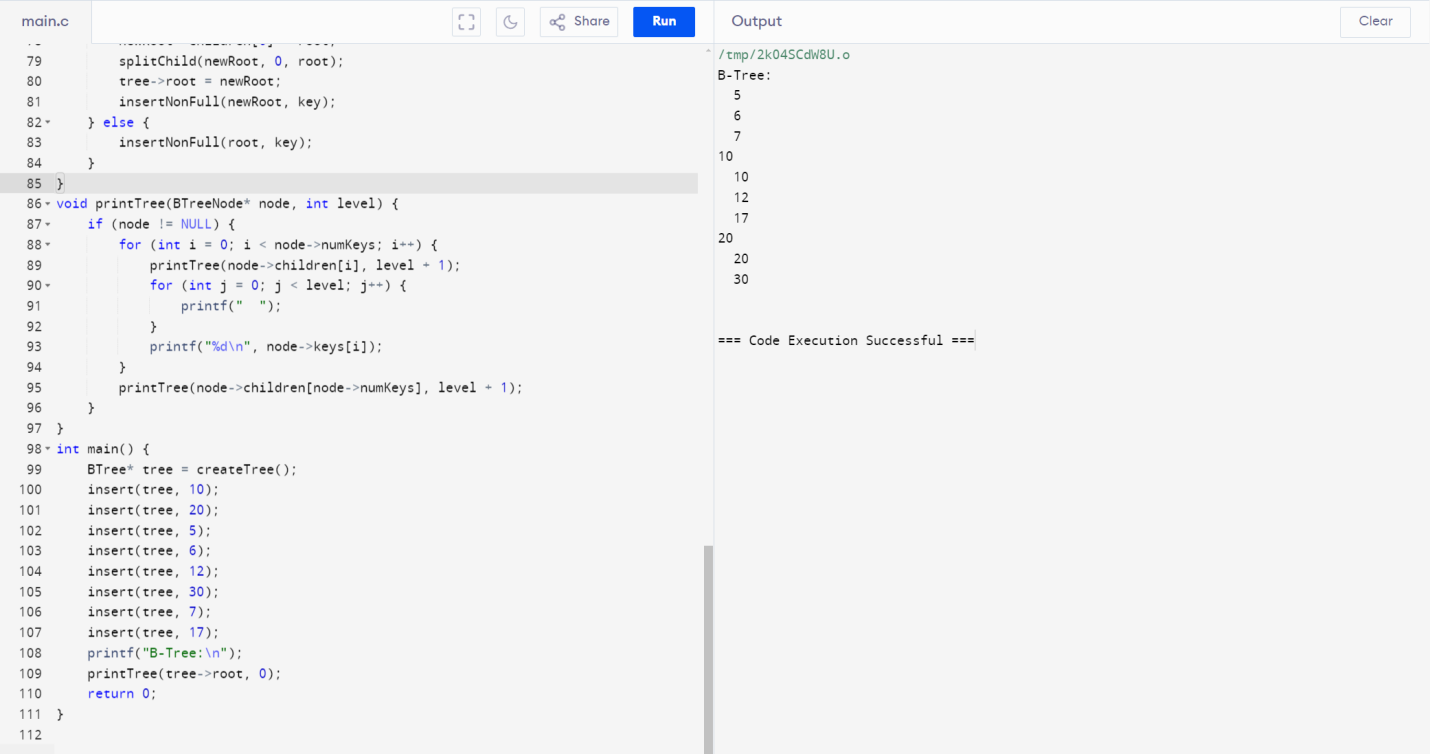 main.c
Share
Run
Output
Clear
79 splitChild(newRoot, 0, root);
80 tree->root = newRoot;
81 insertNonFull(newRoot, key);
82 } else {
83 insertNonFull(root, key);
84 }
85 }
86 void printTree(BTreeNode* node, int level) {
87 if (node != NULL) {
88 for (int i = 0; i < node->numKeys; i++) {
89 printTree(node->children[i], level + 1);
90 for (int j = 0; j < level; j++) {
91 printf("  ");
92 }
93 printf("%d\n", node->keys[i]);
94 }
95 printTree(node->children[node->numKeys], level + 1);
96 }
97 }
98 int main() {
99 BTree* tree = createTree();
100 insert(tree, 10);
101 insert(tree, 20);
102 insert(tree, 5);
103 insert(tree, 6);
104 insert(tree, 12);
105 insert(tree, 30);
106 insert(tree, 7);
107 insert(tree, 17);
108 printf("B-Tree:\n");
109 printTree(tree->root, 0);
110 return 0;
111 }
112
/tmp/2k04SCdW8U.o
B-Tree:
5
6
7
10
10
12
17
20
20
30
=== Code Execution Successful ===